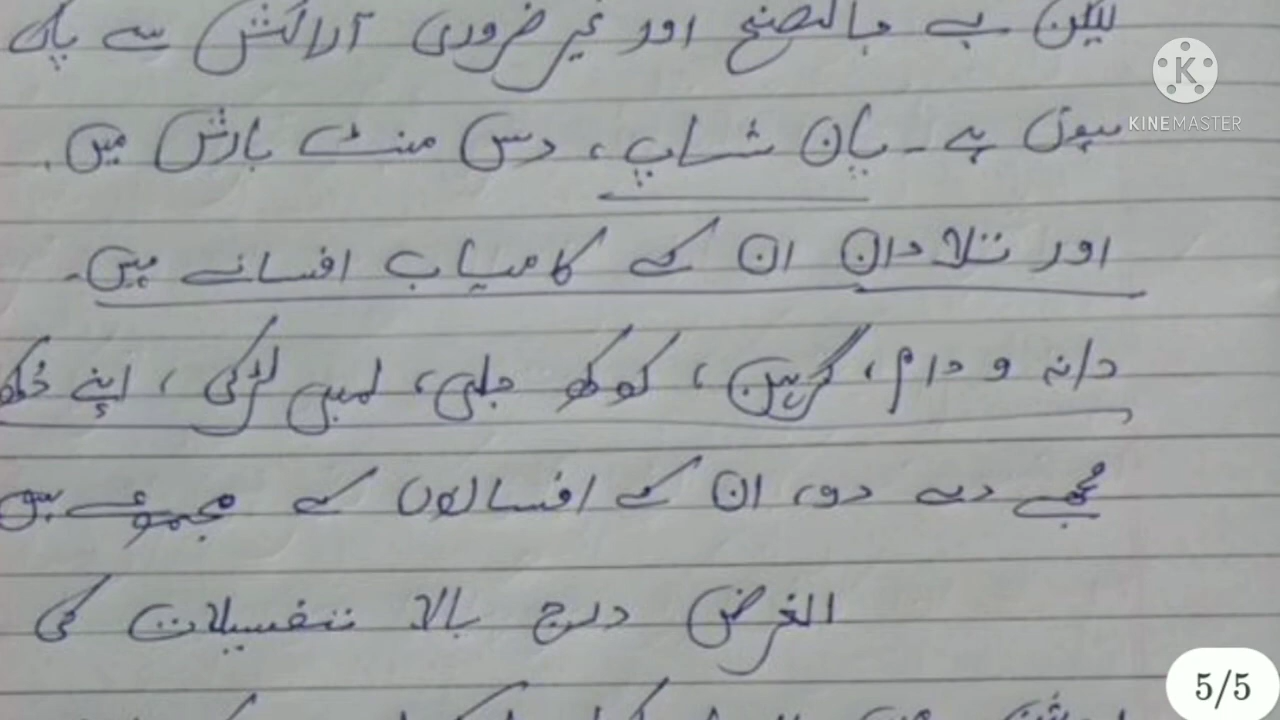 لیکن بے جا تصنع اور غیر ضروری آرائش سے پاک
ہوتی ہے۔ پان شاپ، دس منٹ بارش میں۔
اور تلادان ان کے کامیاب افسانے ہیں۔
دانہ و دام، گرہن، کوکھ جلی، لمبی لڑکی، اپنے دکھ
مجھے دے دو، ان کے افسانوں کے مجموعے ہیں
الغرض درج بالا تفسیلات کی
KINEMASTER
5/5